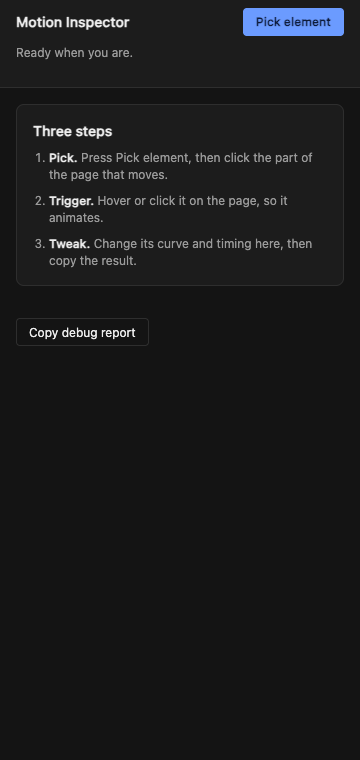 Motion Inspector
Pick element
Ready when you are.
Three steps
1. Pick. Press Pick element, then click the part of
the page that moves.
2. Trigger. Hover or click it on the page, so it
animates.
3. Tweak. Change its curve and timing here, then
copy the result.
Copy debug report